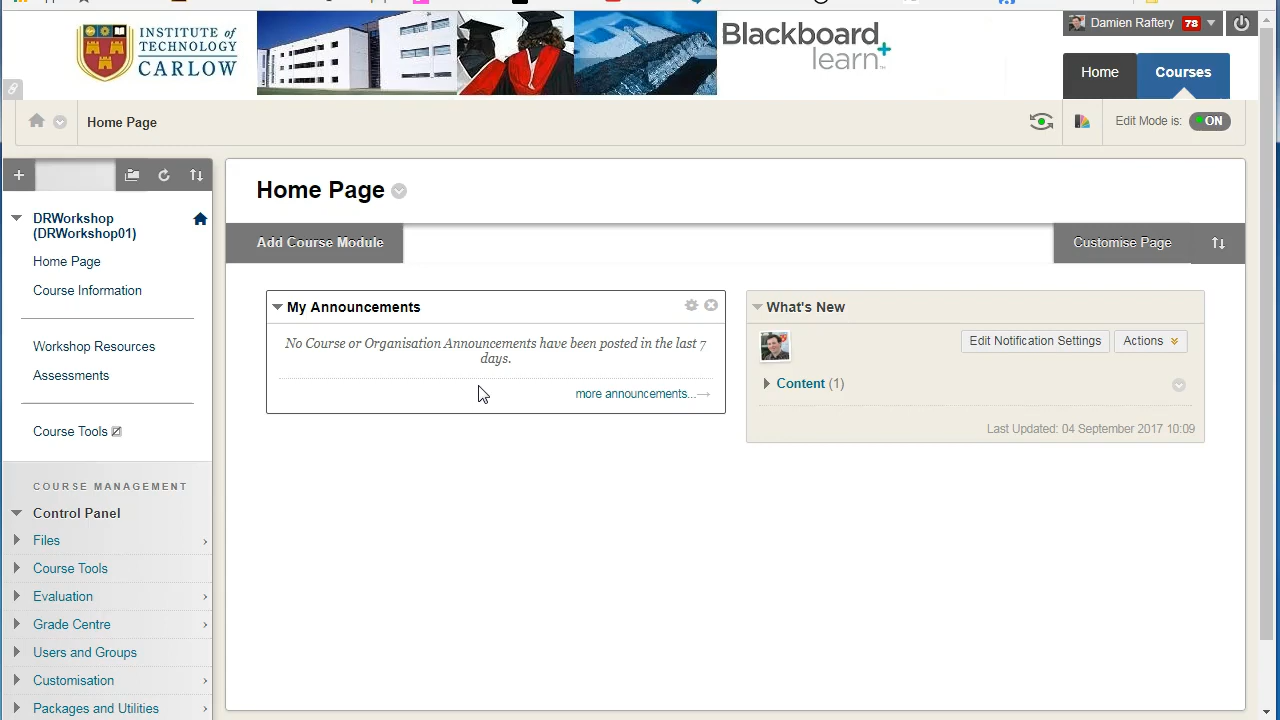 INSTITUTE of
TECHNOLOGY
CARLOW
Blackboard
learn
Damien Raftery 78
Home
Courses
Home Page
Edit Mode is: ON
DRWorkshop
(DRWorkshop01)
Home Page
Course Information
Workshop Resources
Assessments
Course Tools
COURSE MANAGEMENT
Control Panel
Files
Course Tools
Evaluation
Grade Centre
Users and Groups
Customisation
Packages and Utilities
Home Page
Add Course Module
Customise Page
My Announcements
No Course or Organisation Announcements have been posted in the last 7
days.
more announcements...→
What's New
Edit Notification Settings
Actions
Content (1)
Last Updated: 04 September 2017 10:09